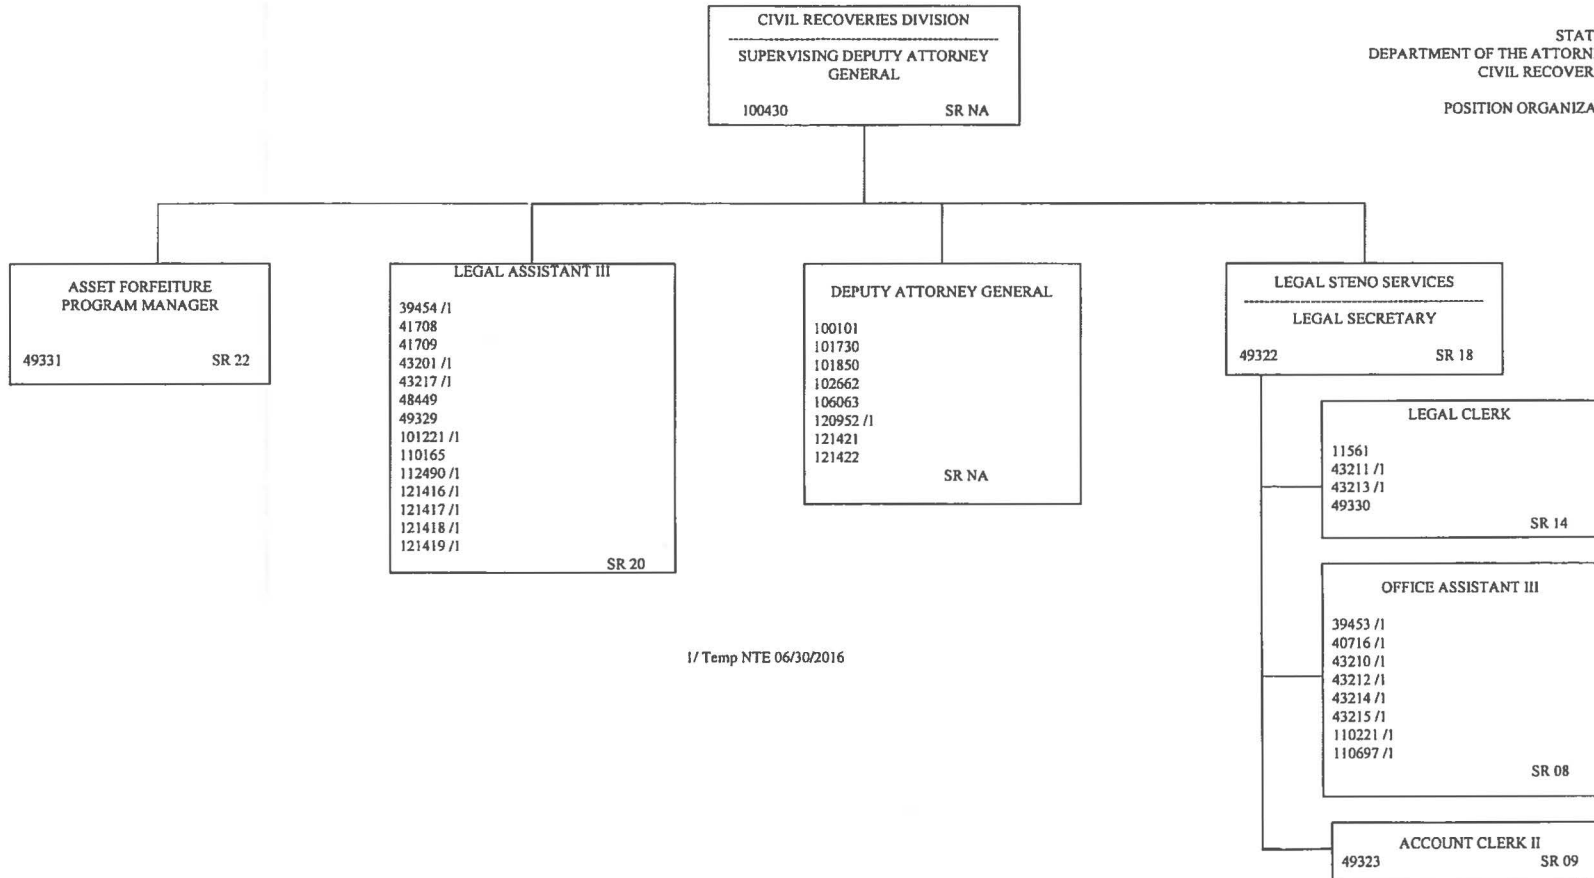 CIVIL RECOVERIES DIVISION
SUPERVISING DEPUTY ATTORNEY
GENERAL
100430 SR NA
STAT
DEPARTMENT OF THE ATTORN
CIVIL RECOVER
POSITION ORGANIZA
ASSET FORFEITURE
PROGRAM MANAGER
49331 SR 22
LEGAL ASSISTANT III
39454 /1
41708
41709
43201 /1
43217 /1
48449
49329
101221 /1
110165
112490 /1
121416 /1
121417 /1
121418 /1
121419 /1
SR 20
DEPUTY ATTORNEY GENERAL
100101
101730
101850
102662
106063
120952 /1
121421
121422
SR NA
LEGAL STENO SERVICES
LEGAL SECRETARY
49322 SR 18
LEGAL CLERK
11561
43211 /1
43213 /1
49330
SR 14
OFFICE ASSISTANT III
39453 /1
40716 /1
43210 /1
43212 /1
43214 /1
43215 /1
110221 /1
110697 /1
SR 08
ACCOUNT CLERK II
49323 SR 09
1/ Temp NTE 06/30/2016